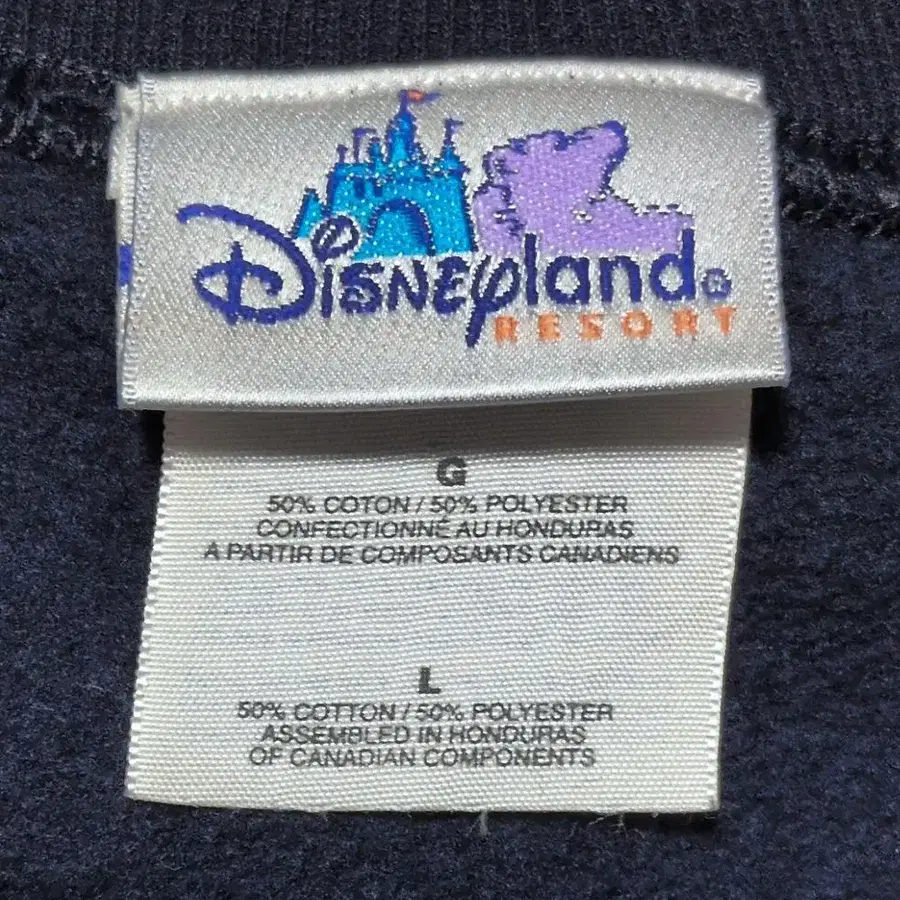 Disneyland®
RESORT
G
50% COTON / 50% POLYESTER
CONFECTIONNÉ AU HONDURAS
A PARTIR DE COMPOSANTS CANADIENS
L
50% COTTON / 50% POLYESTER
ASSEMBLED IN HONDURAS
OF CANADIAN COMPONENTS